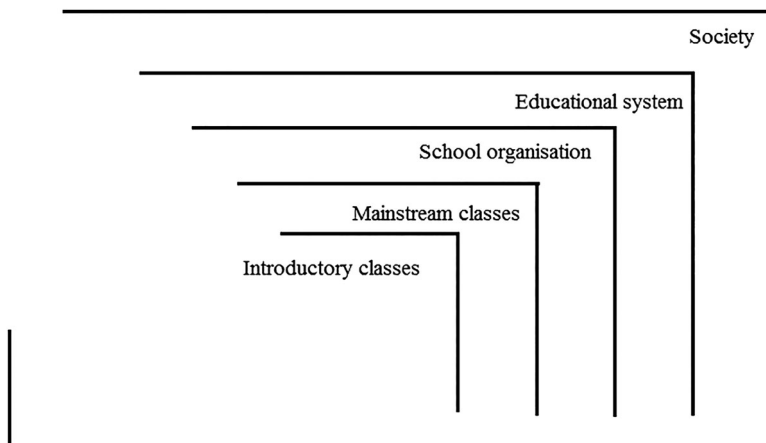 Society
Educational system
School organisation
Mainstream classes
Introductory classes